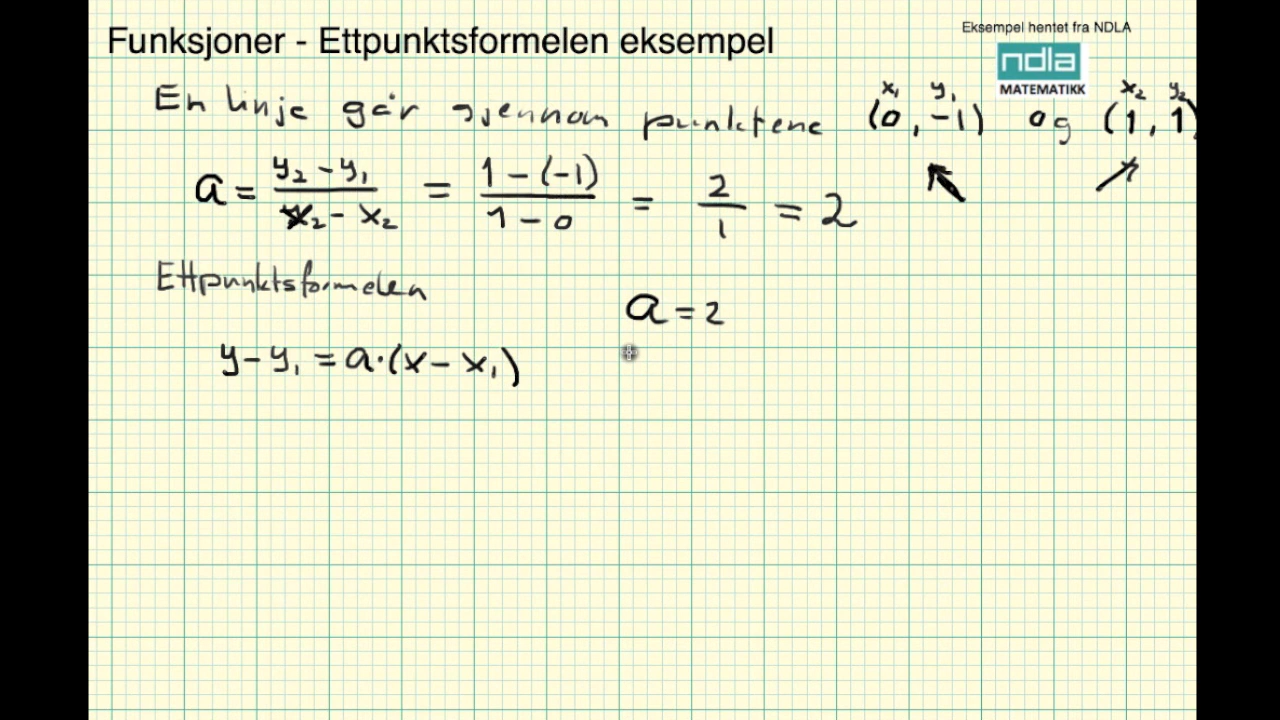 Funksjoner - Ettpunktsformelen eksempel
Eksempel hentet fra NDLA
ndla
MATEMATIKK
x₁ y₁ x₂ y₂
En linje går gjennom punktene (0, -1) og (1, 1)
a = y₂ - y₁ / x₂ - x₂ = 1 - (-1) / 1 - 0 = 2 / 1 = 2
Ettpunktsformelen
a = 2
y - y₁ = a · (x - x₁)